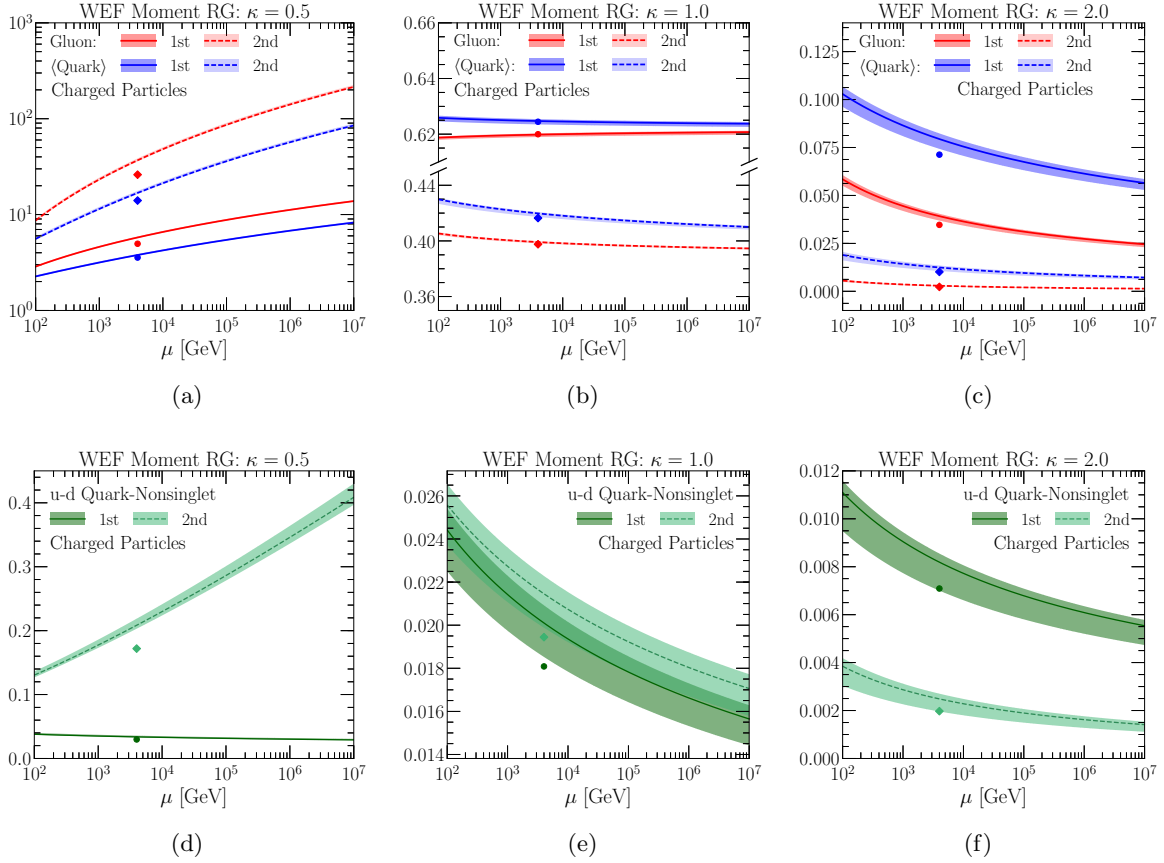 WEF Moment RG: κ = 0.5
Gluon: 1st 2nd
⟨Quark⟩ 1st 2nd
Charged Particles
10^3
10^2
10^1
10^0
10^2 10^3 10^4 10^5 10^6 10^7
μ [GeV]
(a)
WEF Moment RG: κ = 1.0
Gluon: 1st 2nd
⟨Quark⟩: 1st 2nd
Charged Particles
0.66
0.64
0.62
0.44
0.40
0.36
10^2 10^3 10^4 10^5 10^6 10^7
μ [GeV]
(b)
WEF Moment RG: κ = 2.0
Gluon: 1st 2nd
⟨Quark⟩: 1st 2nd
Charged Particles
0.125
0.100
0.075
0.050
0.025
0.000
10^2 10^3 10^4 10^5 10^6 10^7
μ [GeV]
(c)
WEF Moment RG: κ = 0.5
u-d Quark-Nonsinglet
1st 2nd
Charged Particles
0.4
0.3
0.2
0.1
0.0
10^2 10^3 10^4 10^5 10^6 10^7
μ [GeV]
(d)
WEF Moment RG: κ = 1.0
u-d Quark-Nonsinglet
1st 2nd
Charged Particles
0.026
0.024
0.022
0.020
0.018
0.016
0.014
10^2 10^3 10^4 10^5 10^6 10^7
μ [GeV]
(e)
WEF Moment RG: κ = 2.0
u-d Quark-Nonsinglet
1st 2nd
Charged Particles
0.012
0.010
0.008
0.006
0.004
0.002
0.000
10^2 10^3 10^4 10^5 10^6 10^7
μ [GeV]
(f)